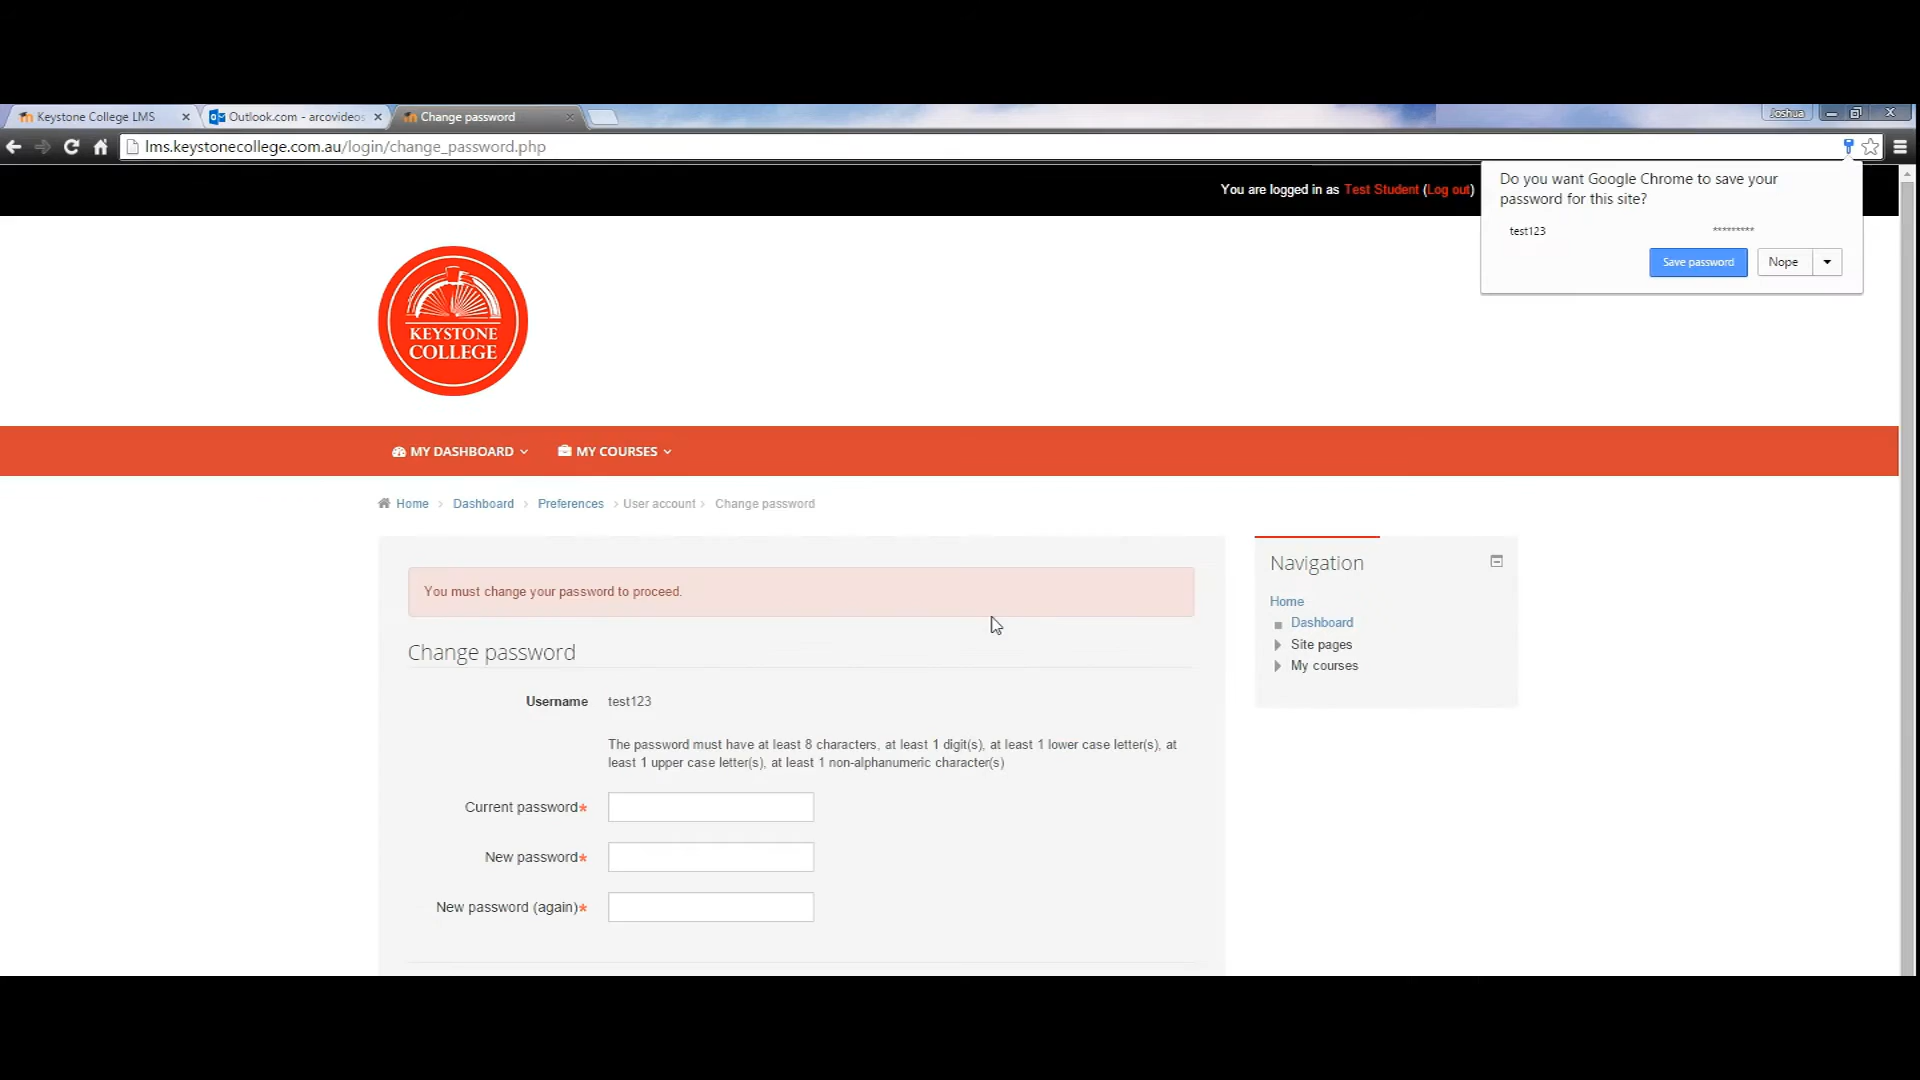 Keystone College LMS
Outlook.com - arcovideos
Change password
Joshua
lms.keystonecollege.com.au/login/change_password.php
You are logged in as Test Student (Log out)
Do you want Google Chrome to save your
password for this site?
test123 *********
Save password Nope
KEYSTONE
COLLEGE
MY DASHBOARD MY COURSES
Home Dashboard Preferences User account Change password
You must change your password to proceed.
Change password
Username test123
The password must have at least 8 characters, at least 1 digit(s), at least 1 lower case letter(s), at
least 1 upper case letter(s), at least 1 non-alphanumeric character(s)
Current password*
New password*
New password (again)*
Navigation
Home
Dashboard
Site pages
My courses